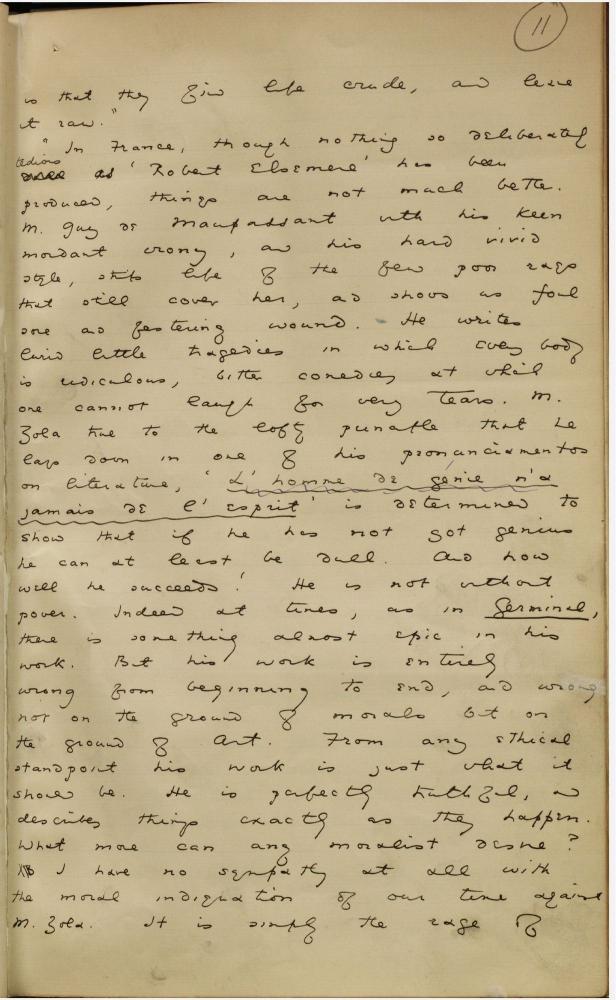 11
is that they find life crude, and leave
it raw."
"In France, though nothing so deliberately
tedious
as 'Robert Elsemere' has been
produced, things are not much better.
M. Guy de Maupassant with his keen
mordant irony, and his hard vivid
style, strips life of the few poor rags
that still cover her, and shows us foul
sore and festering wound. He writes
lurid little tragedies in which every body
is ridiculous, bitter comedies at which
one cannot laugh for very tears. M.
Zola true to the lofty principle that he
lays down in one of his pronunciamentos
on literature, "L'homme de génie n'a
jamais de l'esprit" is determined to
show that if he has not got genius
he can at least be dull. And how
well he succeeds! He is not without
power. Indeed at times, as in Germinal,
there is something almost epic in his
work. But his work is entirely
wrong from beginning to end, and wrong
not on the ground of morals but on
the ground of Art. From any ethical
standpoint his work is just what it
should be. He is perfectly truthful, and
describes things exactly as they happen.
What more can any moralist desire?
I have no sympathy at all with
the moral indignation of our time against
M. Zola. It is simply the rage of